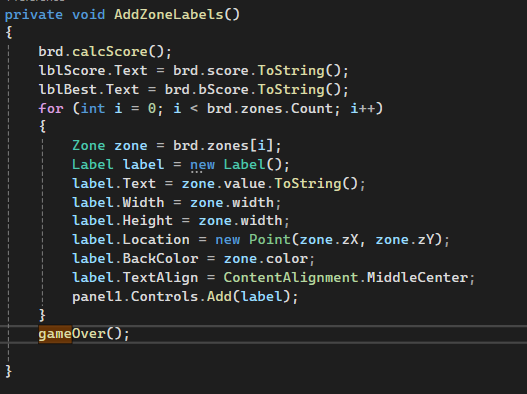 private void AddZoneLabels()
{
brd.calcScore();
lblScore.Text = brd.score.ToString();
lblBest.Text = brd.bScore.ToString();
for (int i = 0; i < brd.zones.Count; i++)
{
Zone zone = brd.zones[i];
Label label = new Label();
label.Text = zone.value.ToString();
label.Width = zone.width;
label.Height = zone.width;
label.Location = new Point(zone.zX, zone.zY);
label.BackColor = zone.color;
label.TextAlign = ContentAlignment.MiddleCenter;
panel1.Controls.Add(label);
}
gameOver();
}